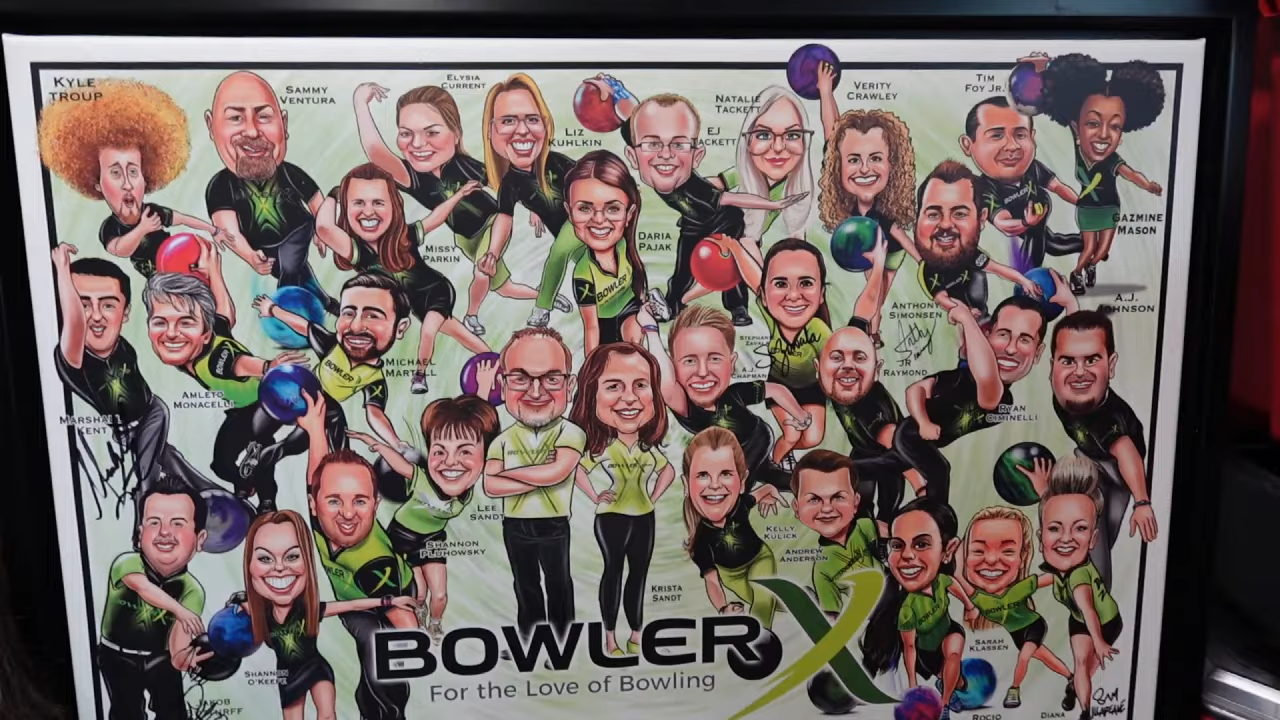 KYLE
TROUP
SAMMY
VENTURA
ELYSIA
CURRENT
LIZ
KUHLKIN
NATALIE
TACKETT
EJ
TACKETT
VERITY
CRAWLEY
TIM
FOY JR.
GAZMINE
MASON
MISSY
PARKIN
DARIA
PAJAK
BOWLER
A.J.
JOHNSON
ANTHONY
SIMONSEN
JR
RAYMOND
A.J.
CHAPMAN
MICHAEL
MARTELL
AMLETO
MONACELLI
MARSHALL
KENT
RYAN
CIMINELLI
LEE
SANDT
SHANNON
PLUHOWSKY
KELLY
KULICK
ANDREW
ANDERSON
KRISTA
SANDT
SHANNON
O'KEEFE
SARAH
KLASSEN
BOWLERX
For the Love of Bowling
ROCIO
DIANA